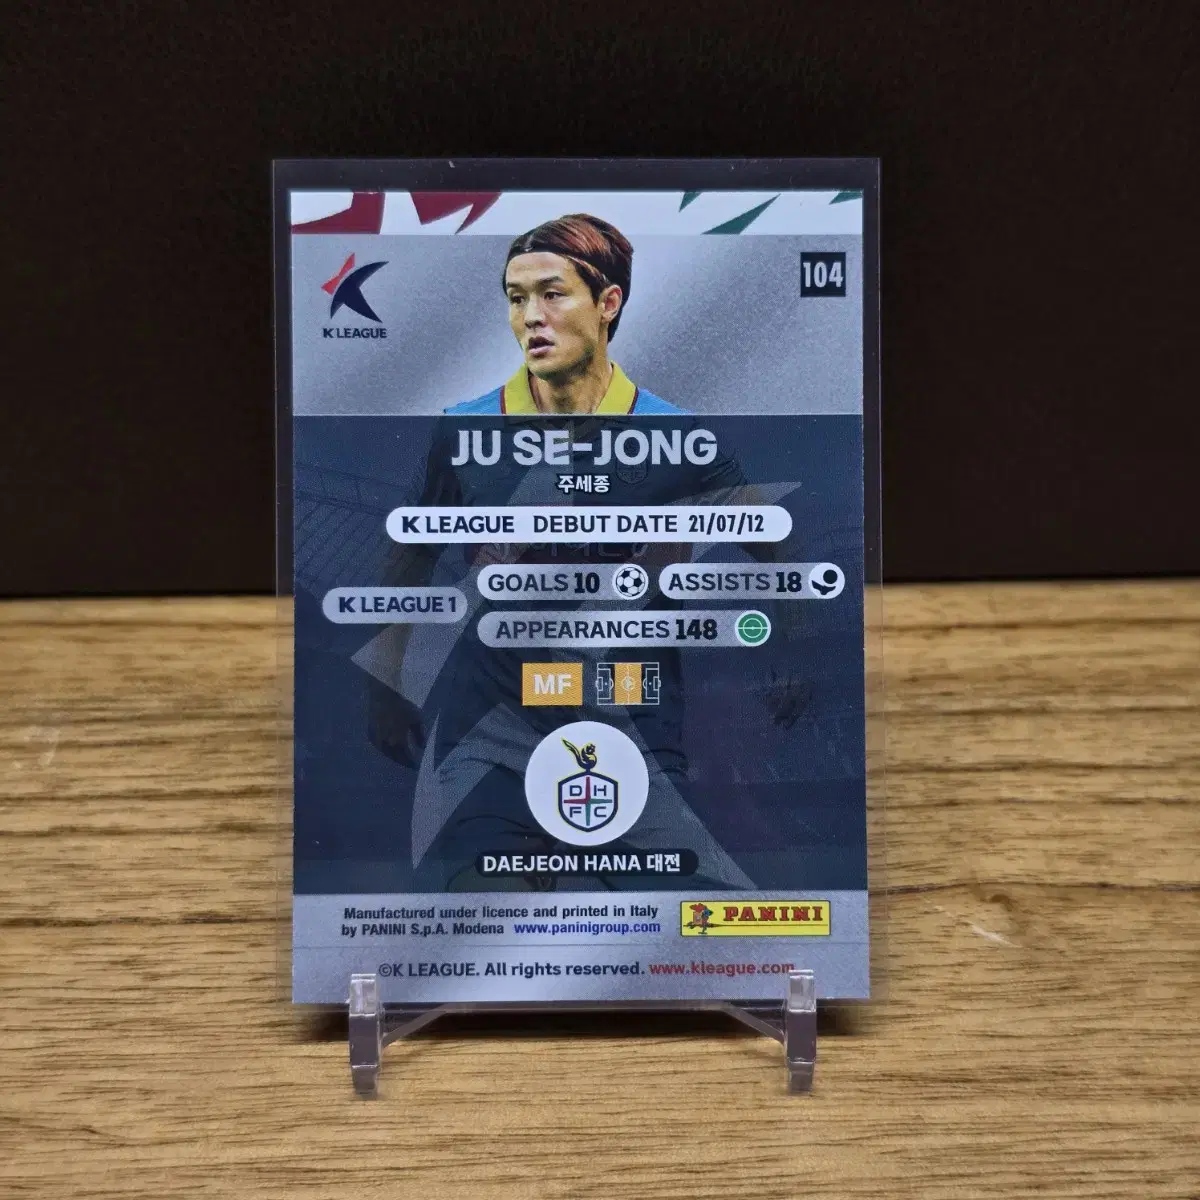 104
K LEAGUE
JU SE-JONG
주세종
K LEAGUE DEBUT DATE 21/07/12
GOALS 10
ASSISTS 18
K LEAGUE 1
APPEARANCES 148
MF
D H
F C
DAEJEON HANA 대전
Manufactured under licence and printed in Italy
by PANINI S.p.A. Modena www.paninigroup.com
PANINI
©K LEAGUE. All rights reserved. www.kleague.com